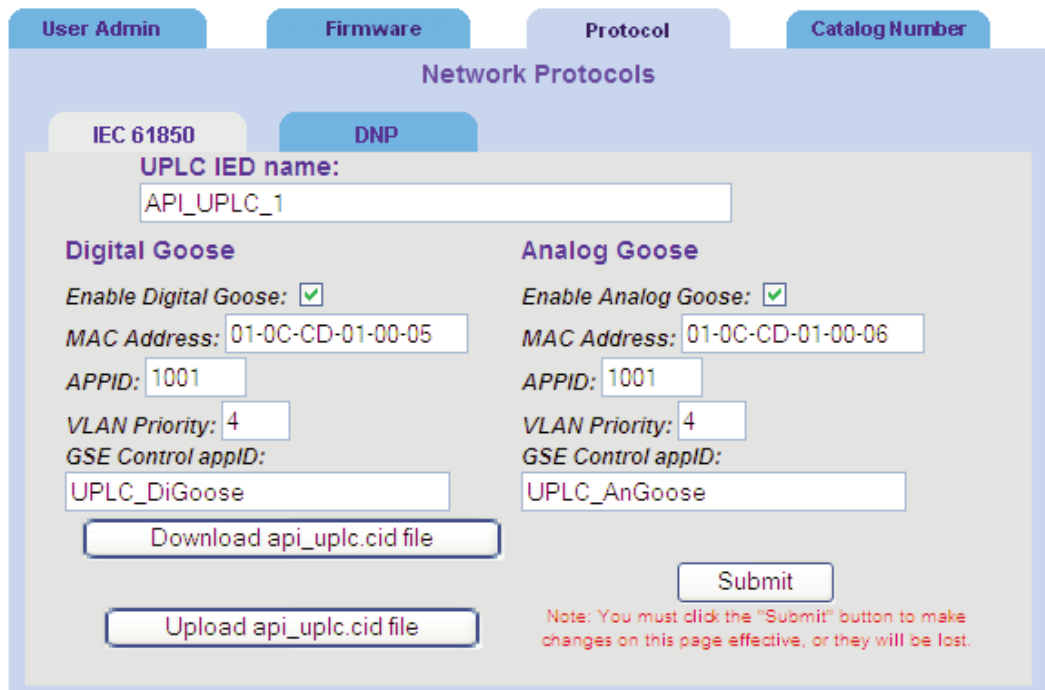 User Admin
Firmware
Protocol
Catalog Number
Network Protocols
IEC 61850
DNP
UPLC IED name:
API_UPLC_1
Digital Goose
Enable Digital Goose:
MAC Address: 01-0C-CD-01-00-05
APPID: 1001
VLAN Priority: 4
GSE Control appID:
UPLC_DiGoose
Download api_uplc.cid file
Upload api_uplc.cid file
Analog Goose
Enable Analog Goose:
MAC Address: 01-0C-CD-01-00-06
APPID: 1001
VLAN Priority: 4
GSE Control appID:
UPLC_AnGoose
Submit
Note: You must click the "Submit" button to make
changes on this page effective, or they will be lost.